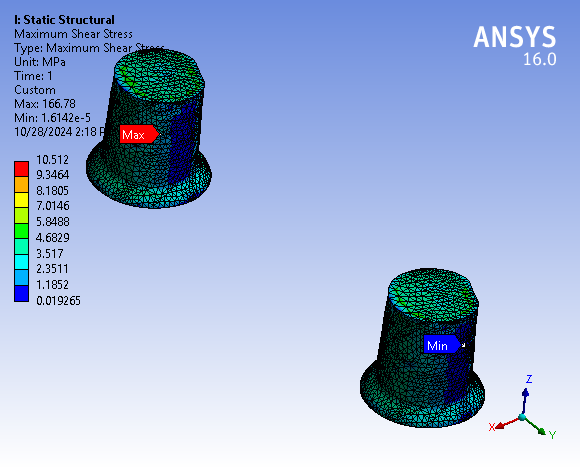 I: Static Structural
Maximum Shear Stress
Type: Maximum Shear Stress
Unit: MPa
Time: 1
Custom
Max: 166.78
Min: 1.6142e-5
10/28/2024 2:18 P
10.512
9.3464
8.1805
7.0146
5.8488
4.6829
3.517
2.3511
1.1852
0.019265
ANSYS
16.0
Max
Min
Z
X
Y